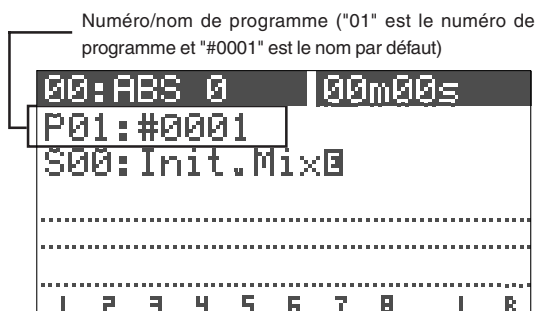 Numéro/nom de programme ("01" est le numéro de
programme et "#0001" est le nom par défaut)
00:ABS 0 00m00s
P01:#0001
S00:Init.MixE
1 2 3 4 5 6 7 8 L R